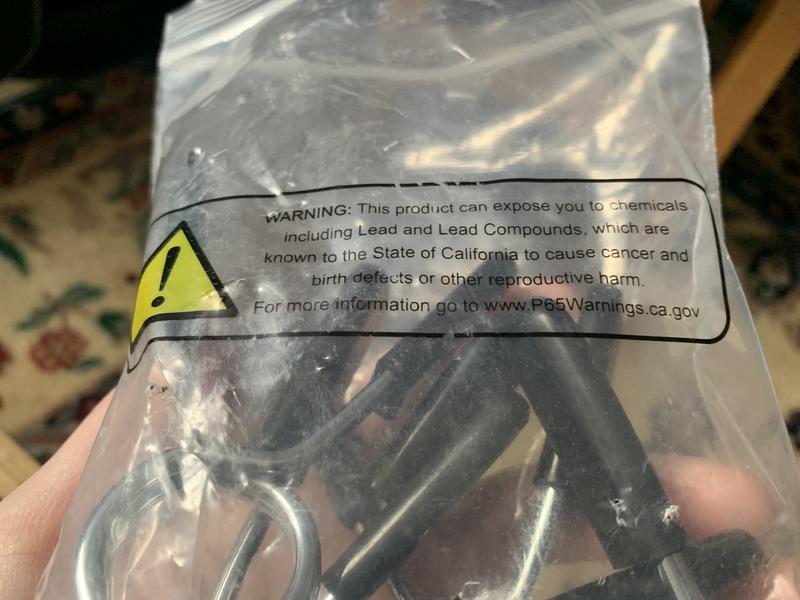 WARNING: This product can expose you to chemicals
including Lead and Lead Compounds, which are
known to the State of California to cause cancer and
birth defects or other reproductive harm.
For more information go to www.P65Warnings.ca.gov